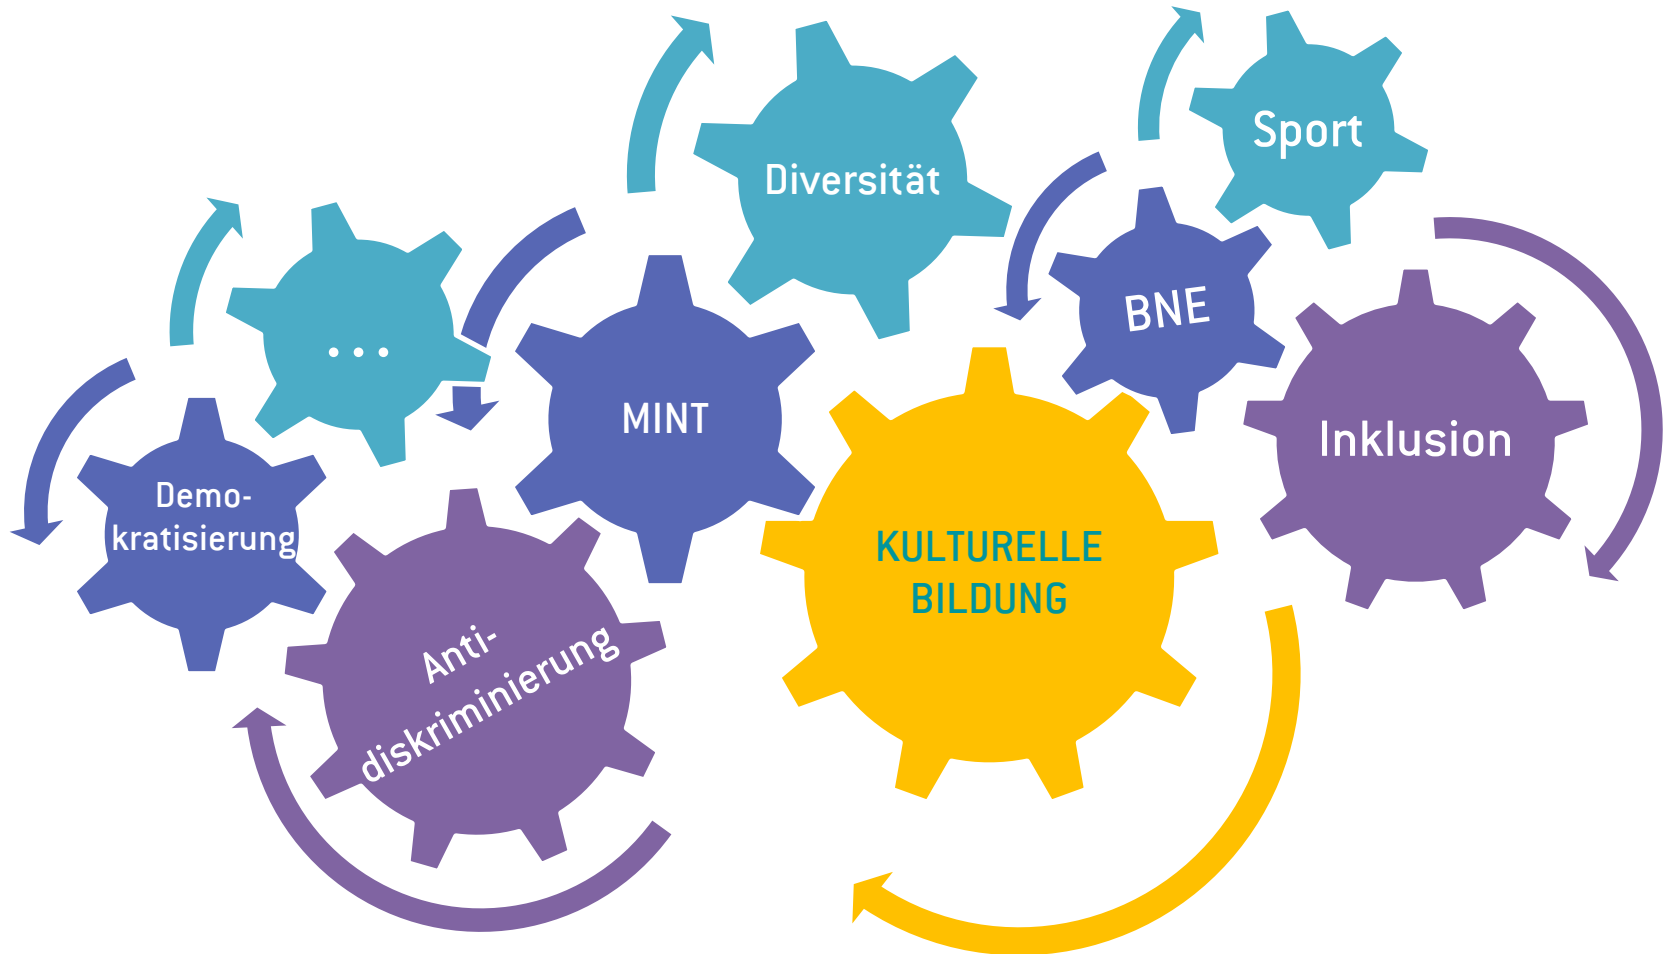 Sport
Diversität
BNE
...
MINT
Inklusion
Demo-
kratisierung
KULTURELLE
BILDUNG
Anti-
diskriminierung